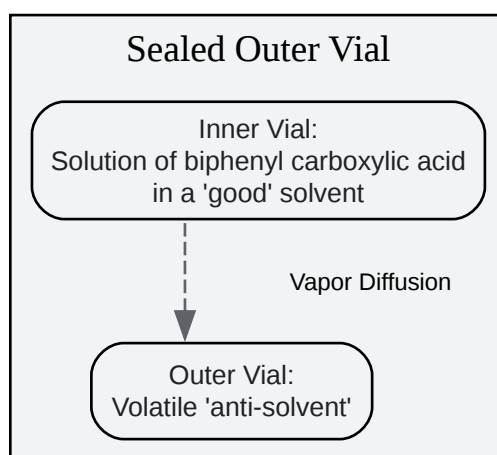 Sealed Outer Vial
Inner Vial:
Solution of biphenyl carboxylic acid
in a 'good' solvent
Vapor Diffusion
Outer Vial:
Volatile 'anti-solvent'